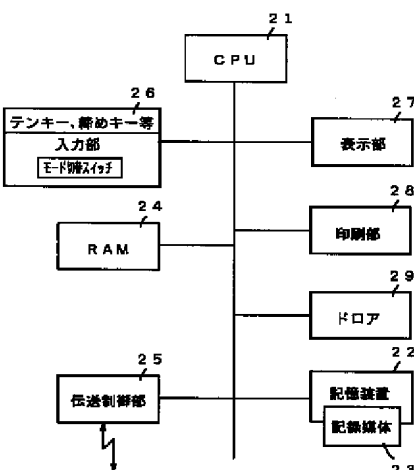 ２１
ＣＰＵ
２６
テンキー、締めキー等
入力部
モード切替スイッチ
２７
表示部
２４
ＲＡＭ
２８
印刷部
２９
ドロア
２５
伝送制御部
２２
記憶装置
記録媒体
２３